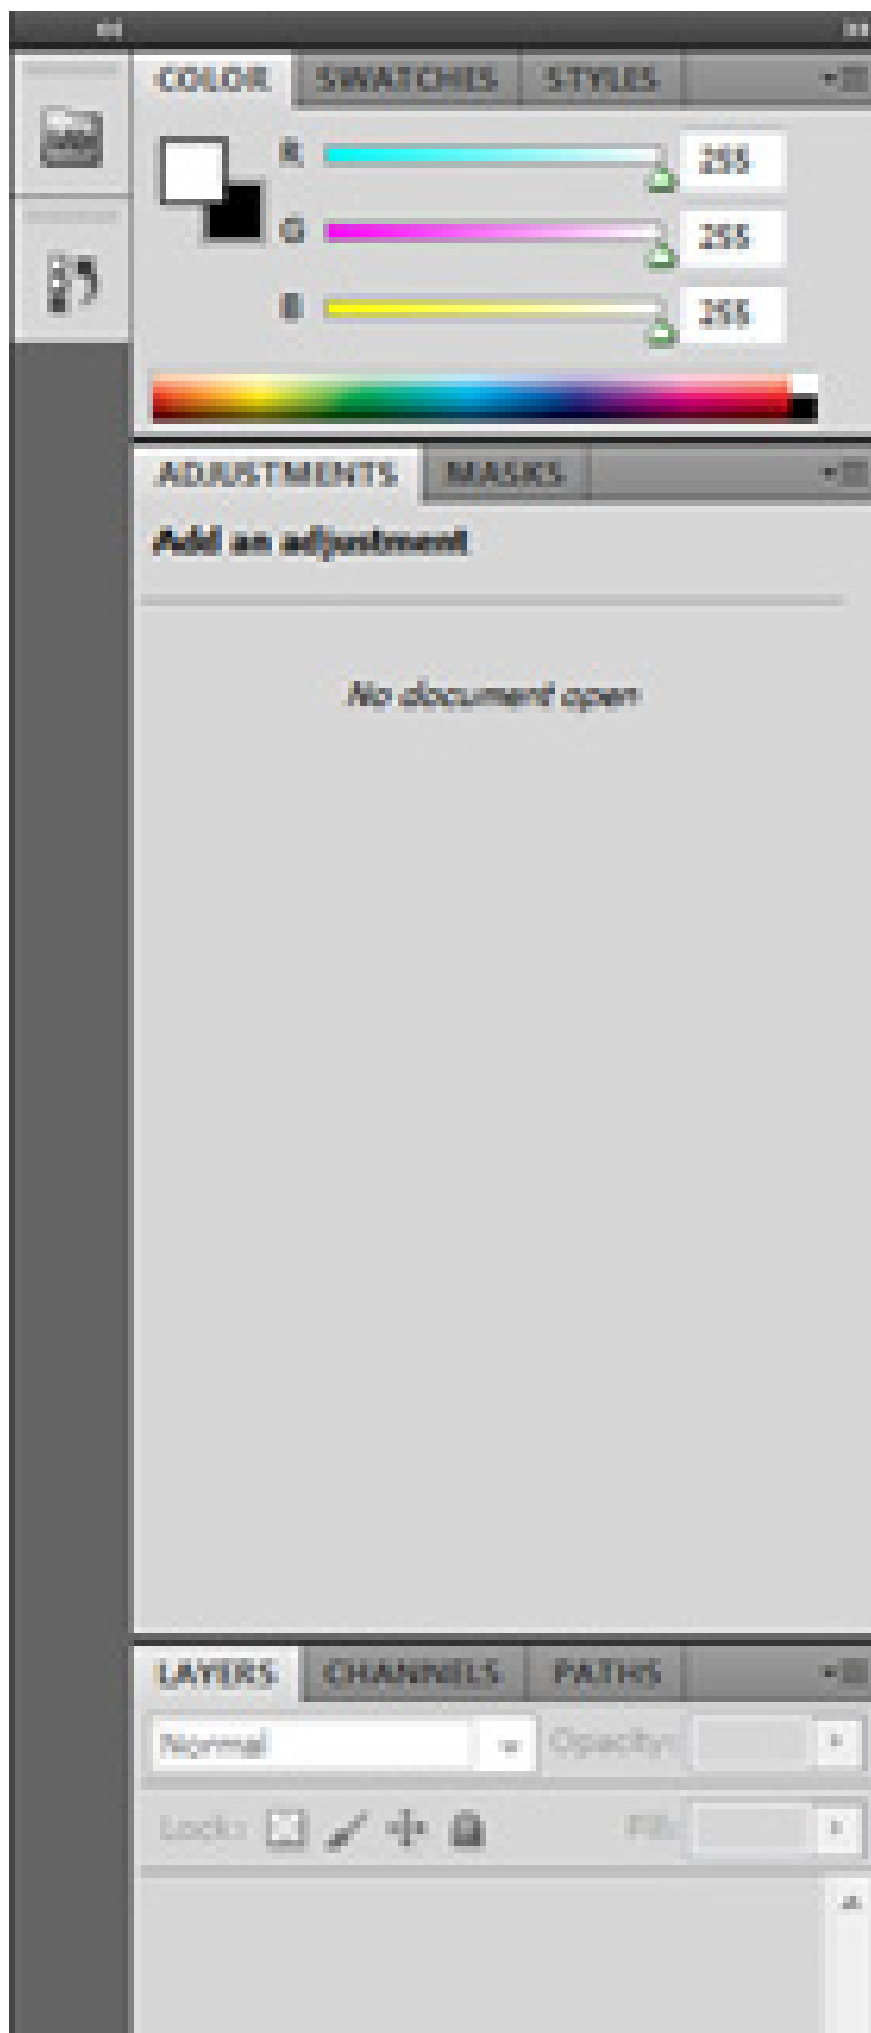 COLOR SWATCHES STYLES
R 255
G 255
B 255
ADJUSTMENTS MASKS
Add an adjustment
No document open
LAYERS CHANNELS PATHS
Normal Opacity:
Lock: Fill: